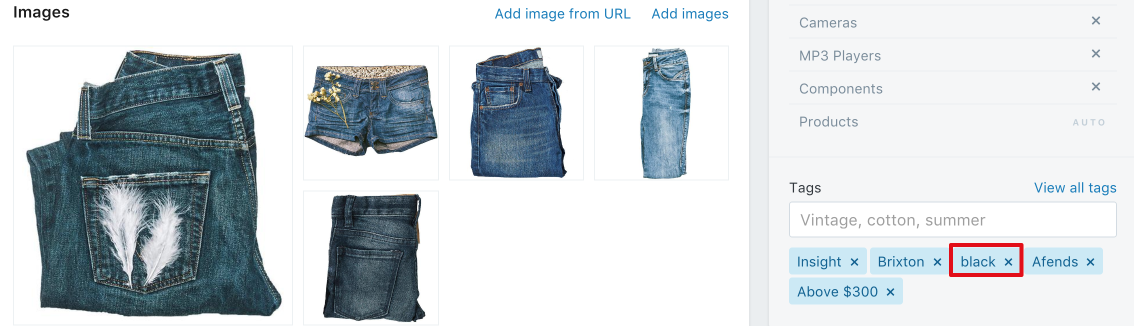 Images
Add image from URL
Add images
Cameras ×
MP3 Players ×
Components ×
Products AUTO
Tags
View all tags
Vintage, cotton, summer
Insight × Brixton × black × Afends ×
Above $300 ×